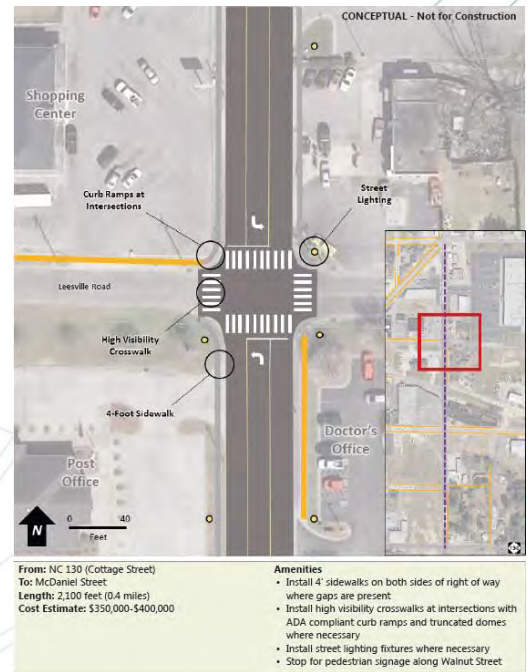 CONCEPTUAL - Not for Construction
Shopping
Center
Curb Ramps at
Intersections
Street
Lighting
Leesville Road
High Visibility
Crosswalk
4-Foot Sidewalk
Doctor's
Office
Post
Office
N
0 40
Feet
From: NC 130 (Cottage Street)
To: McDaniel Street
Length: 2,100 feet (0.4 miles)
Cost Estimate: $350,000-$400,000
Amenities
• Install 4' sidewalks on both sides of right of way
where gaps are present
• Install high visibility crosswalks at intersections with
ADA compliant curb ramps and truncated domes
where necessary
• Install street lighting fixtures where necessary
• Stop for pedestrian signage along Walnut Street